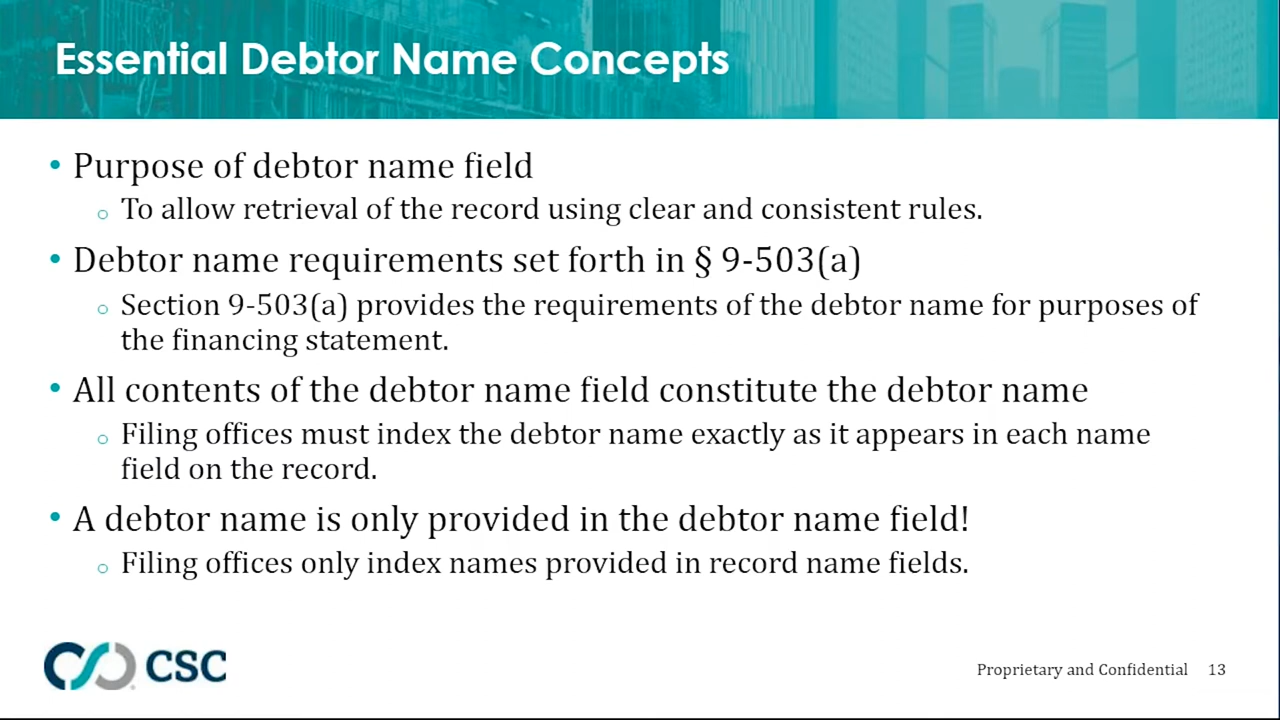 Essential Debtor Name Concepts
• Purpose of debtor name field
o To allow retrieval of the record using clear and consistent rules.
• Debtor name requirements set forth in § 9-503(a)
o Section 9-503(a) provides the requirements of the debtor name for purposes of
the financing statement.
• All contents of the debtor name field constitute the debtor name
o Filing offices must index the debtor name exactly as it appears in each name
field on the record.
• A debtor name is only provided in the debtor name field!
o Filing offices only index names provided in record name fields.
CSC
Proprietary and Confidential 13